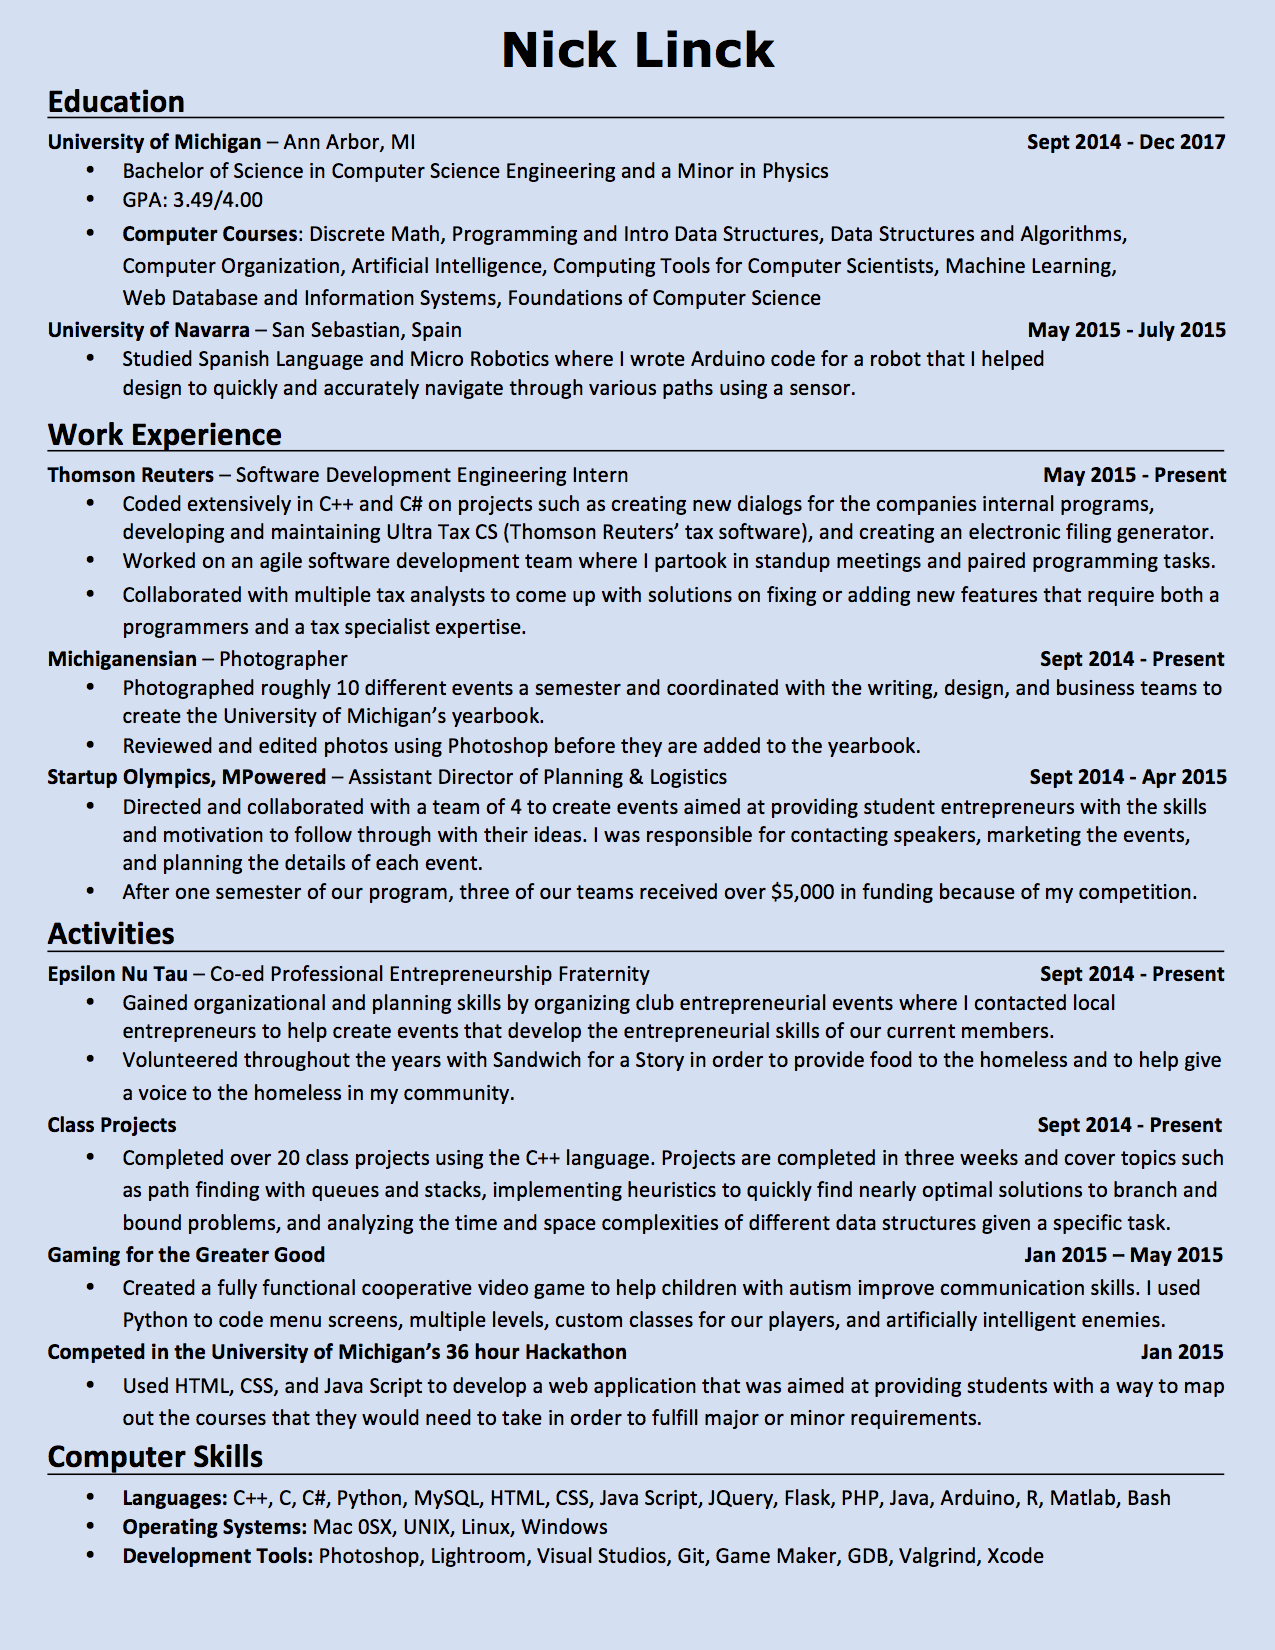 Nick Linck
Education
University of Michigan – Ann Arbor, MI Sept 2014 - Dec 2017
• Bachelor of Science in Computer Science Engineering and a Minor in Physics
• GPA: 3.49/4.00
• Computer Courses: Discrete Math, Programming and Intro Data Structures, Data Structures and Algorithms,
Computer Organization, Artificial Intelligence, Computing Tools for Computer Scientists, Machine Learning,
Web Database and Information Systems, Foundations of Computer Science
University of Navarra – San Sebastian, Spain May 2015 - July 2015
• Studied Spanish Language and Micro Robotics where I wrote Arduino code for a robot that I helped
design to quickly and accurately navigate through various paths using a sensor.
Work Experience
Thomson Reuters – Software Development Engineering Intern May 2015 - Present
• Coded extensively in C++ and C# on projects such as creating new dialogs for the companies internal programs,
developing and maintaining Ultra Tax CS (Thomson Reuters’ tax software), and creating an electronic filing generator.
• Worked on an agile software development team where I partook in standup meetings and paired programming tasks.
• Collaborated with multiple tax analysts to come up with solutions on fixing or adding new features that require both a
programmers and a tax specialist expertise.
Michiganensian – Photographer Sept 2014 - Present
• Photographed roughly 10 different events a semester and coordinated with the writing, design, and business teams to
create the University of Michigan’s yearbook.
• Reviewed and edited photos using Photoshop before they are added to the yearbook.
Startup Olympics, MPowered – Assistant Director of Planning & Logistics Sept 2014 - Apr 2015
• Directed and collaborated with a team of 4 to create events aimed at providing student entrepreneurs with the skills
and motivation to follow through with their ideas. I was responsible for contacting speakers, marketing the events,
and planning the details of each event.
• After one semester of our program, three of our teams received over $5,000 in funding because of my competition.
Activities
Epsilon Nu Tau – Co-ed Professional Entrepreneurship Fraternity Sept 2014 - Present
• Gained organizational and planning skills by organizing club entrepreneurial events where I contacted local
entrepreneurs to help create events that develop the entrepreneurial skills of our current members.
• Volunteered throughout the years with Sandwich for a Story in order to provide food to the homeless and to help give
a voice to the homeless in my community.
Class Projects Sept 2014 - Present
• Completed over 20 class projects using the C++ language. Projects are completed in three weeks and cover topics such
as path finding with queues and stacks, implementing heuristics to quickly find nearly optimal solutions to branch and
bound problems, and analyzing the time and space complexities of different data structures given a specific task.
Gaming for the Greater Good Jan 2015 – May 2015
• Created a fully functional cooperative video game to help children with autism improve communication skills. I used
Python to code menu screens, multiple levels, custom classes for our players, and artificially intelligent enemies.
Competed in the University of Michigan’s 36 hour Hackathon Jan 2015
• Used HTML, CSS, and Java Script to develop a web application that was aimed at providing students with a way to map
out the courses that they would need to take in order to fulfill major or minor requirements.
Computer Skills
• Languages: C++, C, C#, Python, MySQL, HTML, CSS, Java Script, JQuery, Flask, PHP, Java, Arduino, R, Matlab, Bash
• Operating Systems: Mac 0SX, UNIX, Linux, Windows
• Development Tools: Photoshop, Lightroom, Visual Studios, Git, Game Maker, GDB, Valgrind, Xcode